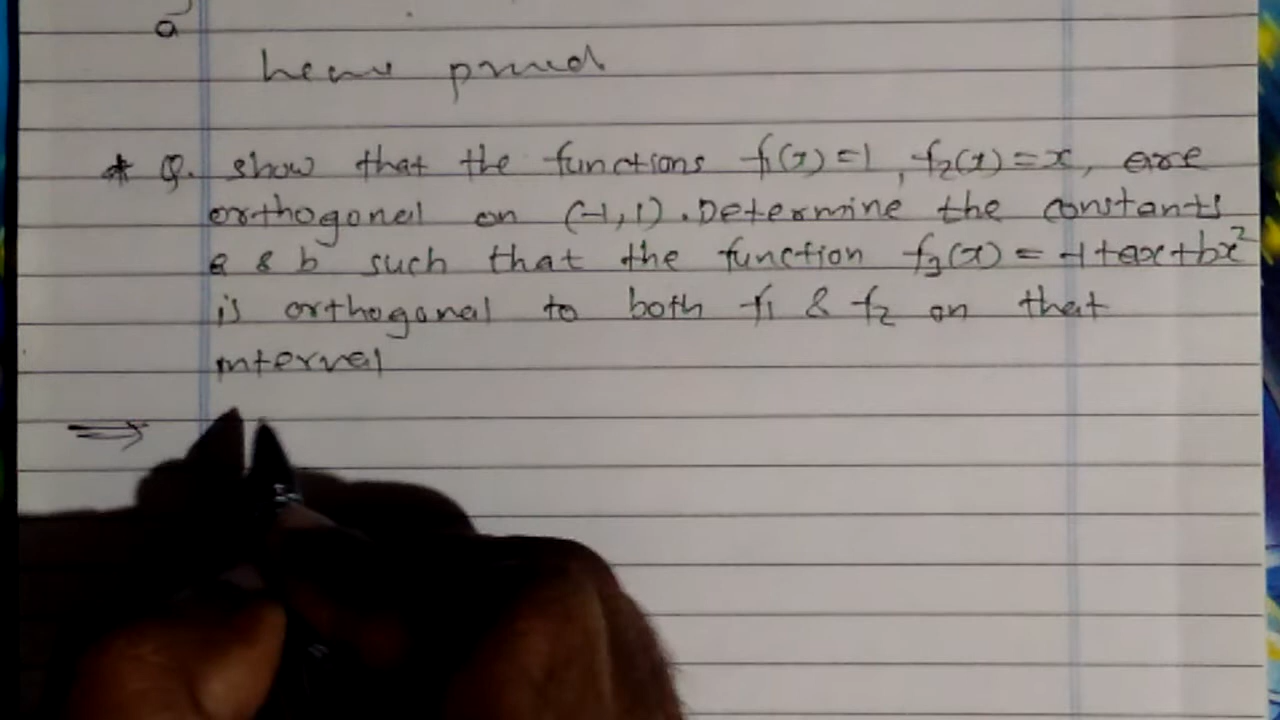 a
hence proved
* Q. show that the functions f1(x)=1, f2(x)=x, are
orthogonal on (-1,1). Determine the constants
a & b such that the function f3(x) = -1+ax+bx²
is orthogonal to both f1 & f2 on that
interval
⇒